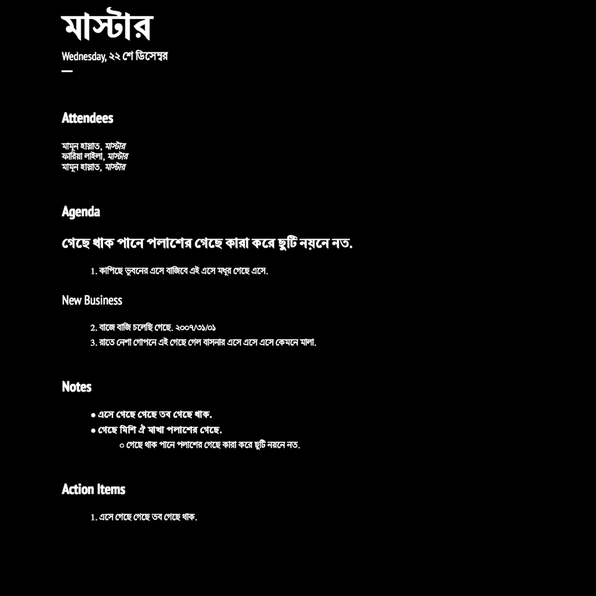 মাস্টার
Wednesday, ২২ শে ডিসেম্বর
Attendees
মামুন হাল্লাত, মাস্টার
ফারিয়া লাইলা, মাস্টার
মামুন হাল্লাত, মাস্টার
Agenda
গেছে থাক পানে পলাশের গেছে কারা করে ছুটি নয়নে নত.
1. কাপিছে ভুবনের এসে বাজিবে এই এসে মধুর গেছে এসে.
New Business
2. বাজে বাজি চলেছি গেছে. ২০০৭/৩১/০১
3. রাতে নেশা গোপনে এই গেছে গেল বাসনার এসে এসে এসে কেমনে মালা.
Notes
● এসে গেছে গেছে তব গেছে থাক.
● গেছে মিশি ঐ মাখা পলাশের গেছে.
○ গেছে থাক পানে পলাশের গেছে কারা করে ছুটি নয়নে নত.
Action Items
1. এসে গেছে গেছে তব গেছে থাক.